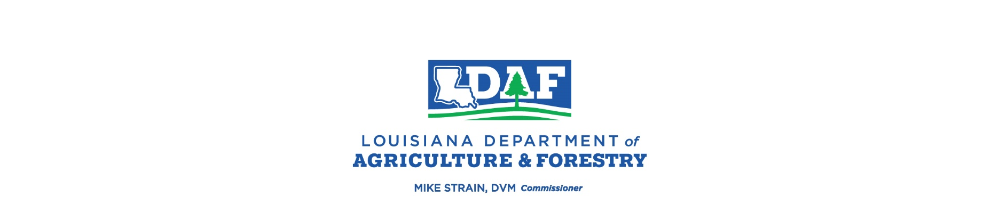 LDAF
LOUISIANA DEPARTMENT of
AGRICULTURE & FORESTRY
MIKE STRAIN, DVM Commissioner